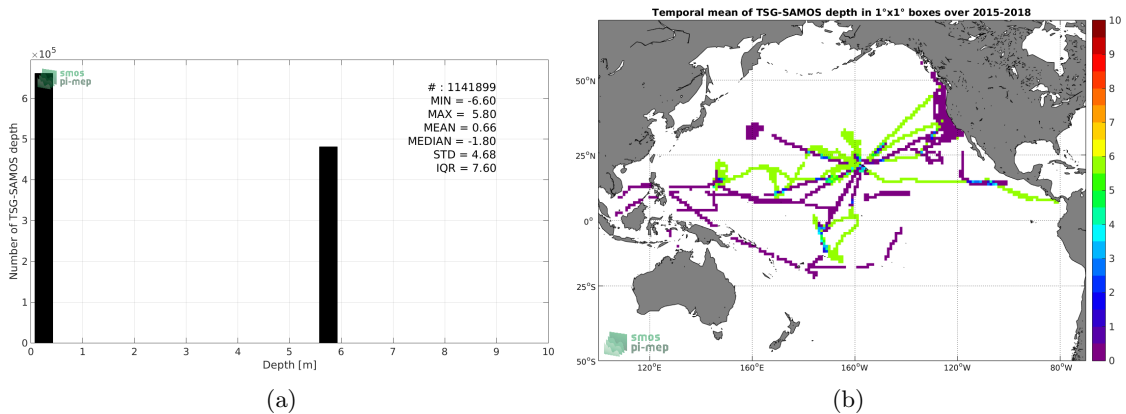 ×10⁵
smos
pi-mep
# : 1141899
MIN = -6.60
MAX = 5.80
MEAN = 0.66
MEDIAN = -1.80
STD = 4.68
IQR = 7.60
Number of TSG-SAMOS depth
6
5
4
3
2
1
0
0 1 2 3 4 5 6 7 8 9 10
Depth [m]
(a)
Temporal mean of TSG-SAMOS depth in 1°x1° boxes over 2015-2018
50°N
25°N
0°
25°S
50°S
120°E 160°E 160°W 120°W 80°W
smos
pi-mep
10
9
8
7
6
5
4
3
2
1
0
(b)